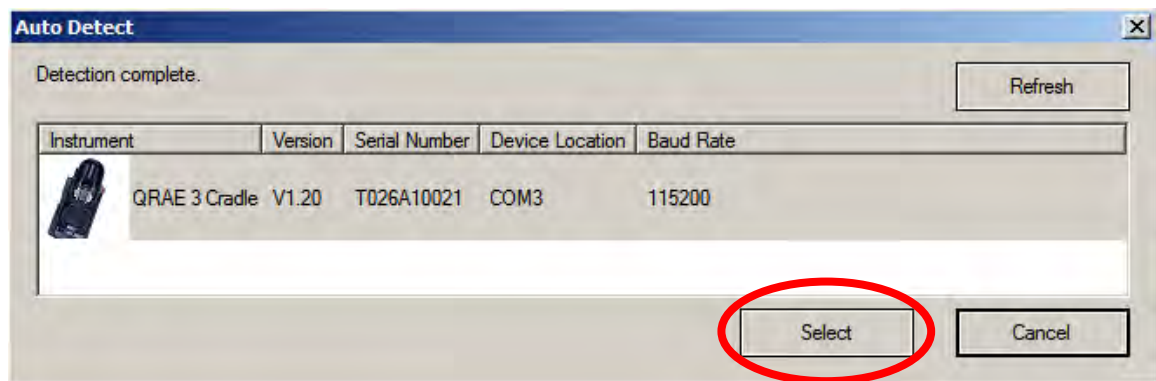 Auto Detect
Detection complete.
Refresh
Instrument Version Serial Number Device Location Baud Rate
QRAE 3 Cradle V1.20 T026A10021 COM3 115200
Select Cancel